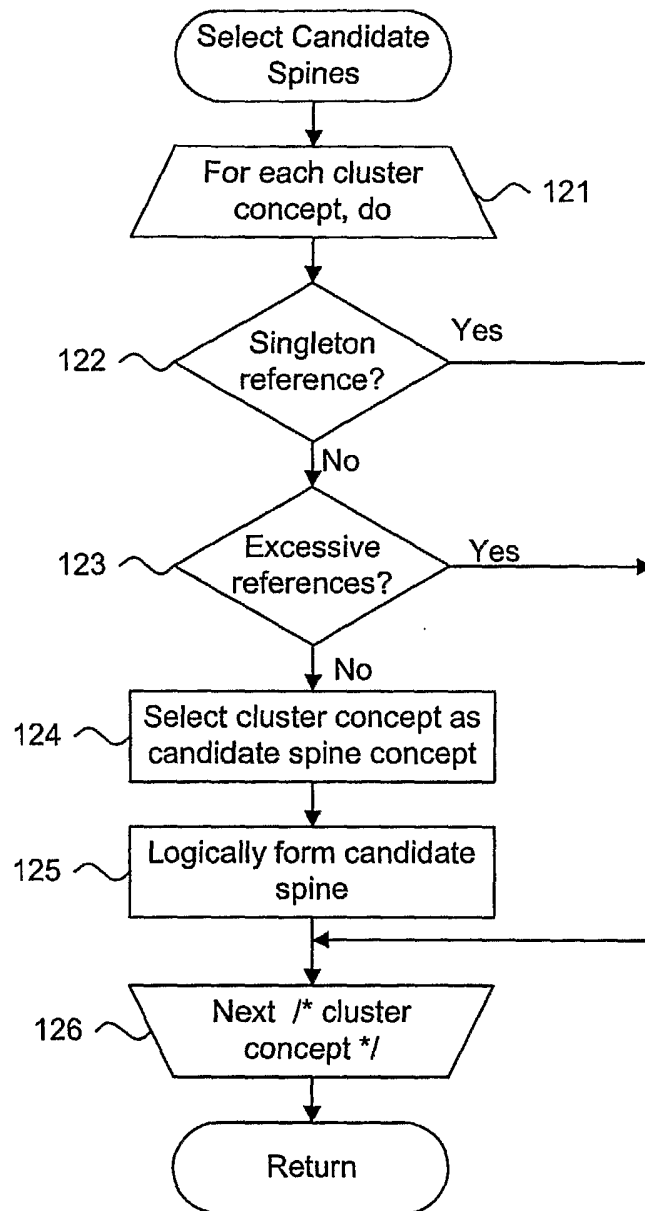 Select Candidate
Spines
For each cluster
concept, do
121
Singleton
reference?
Yes
122
No
Excessive
references?
Yes
123
No
Select cluster concept as
candidate spine concept
124
Logically form candidate
spine
125
Next /* cluster
concept */
126
Return